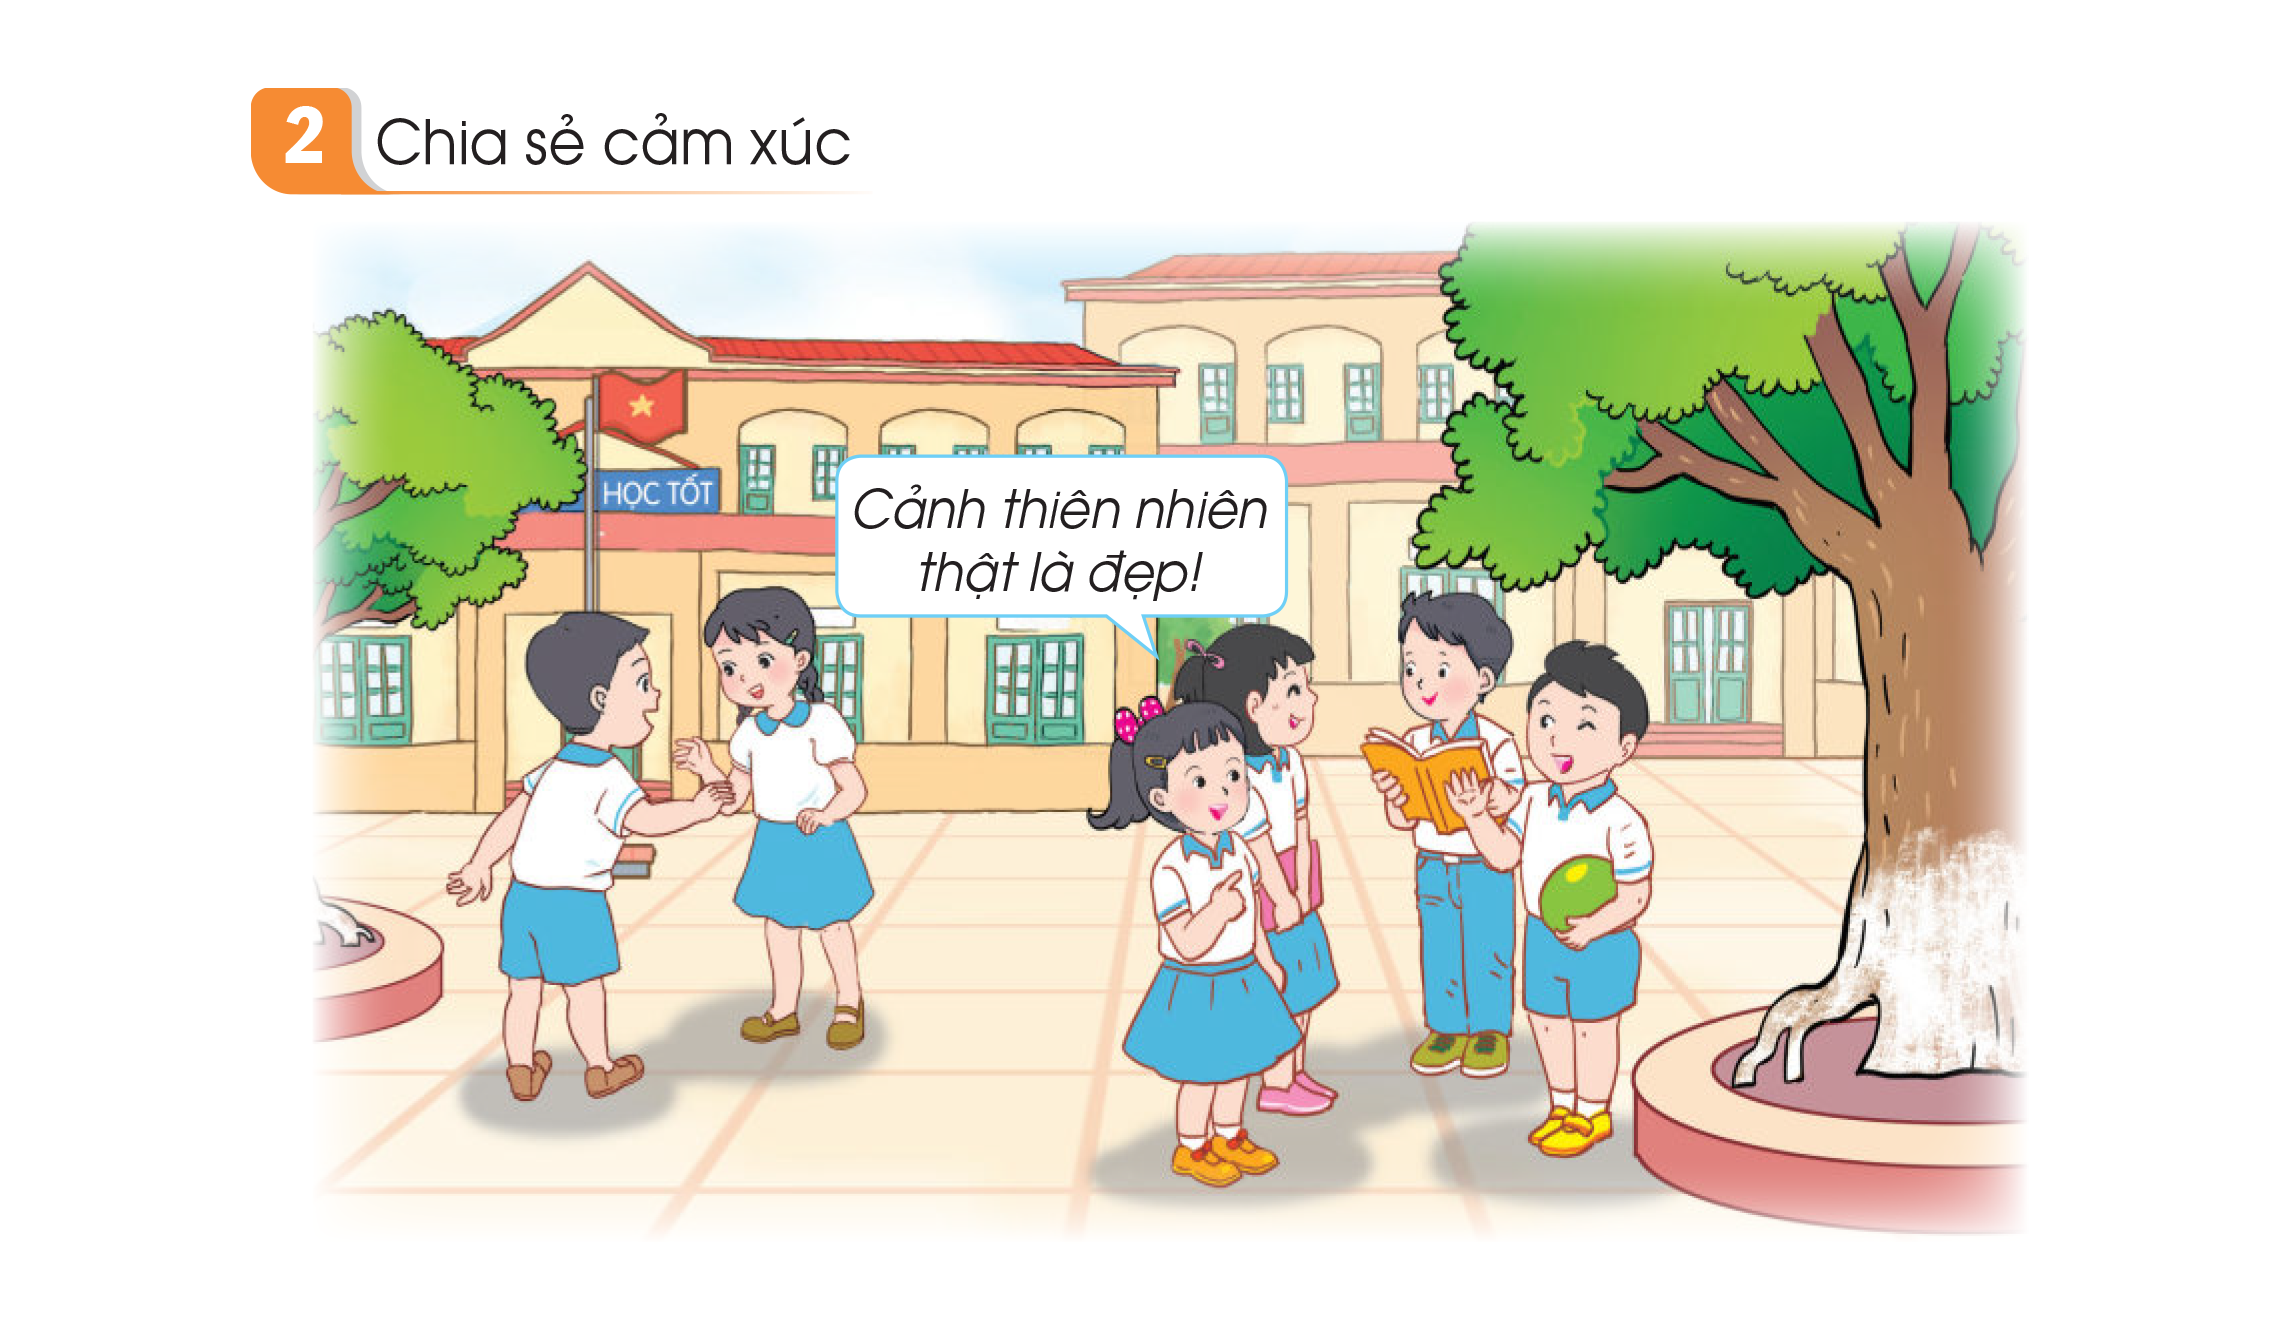 2 Chia sẻ cảm xúc
HỌC TỐT
Cảnh thiên nhiên
thật là đẹp!